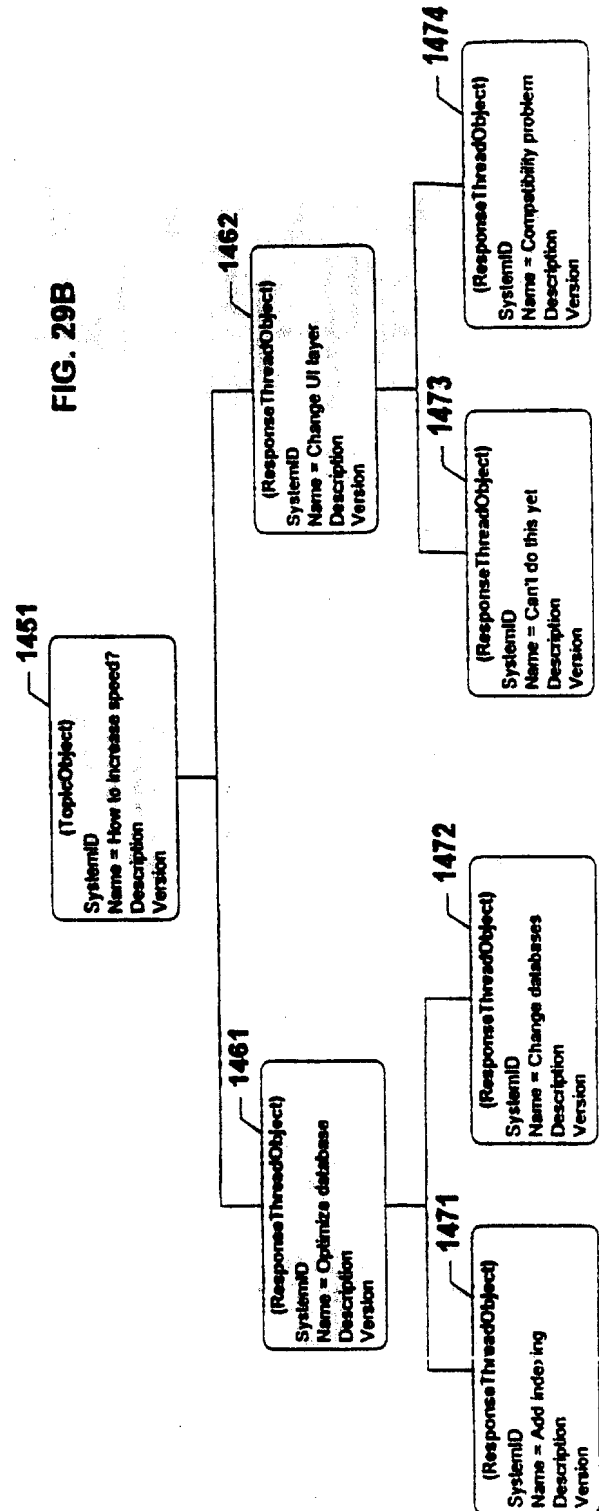 FIG. 29B
1451
(TopicObject)
SystemID
Name = How to increase speed?
Description
Version
1461
(ResponseThreadObject)
SystemID
Name = Optimize database
Description
Version
1462
(ResponseThreadObject)
SystemID
Name = Change UI layer
Description
Version
1471
(ResponseThreadObject)
SystemID
Name = Add indexing
Description
Version
1472
(ResponseThreadObject)
SystemID
Name = Change databases
Description
Version
1473
(ResponseThreadObject)
SystemID
Name = Can't do this yet
Description
Version
1474
(ResponseThreadObject)
SystemID
Name = Compatibility problem
Description
Version